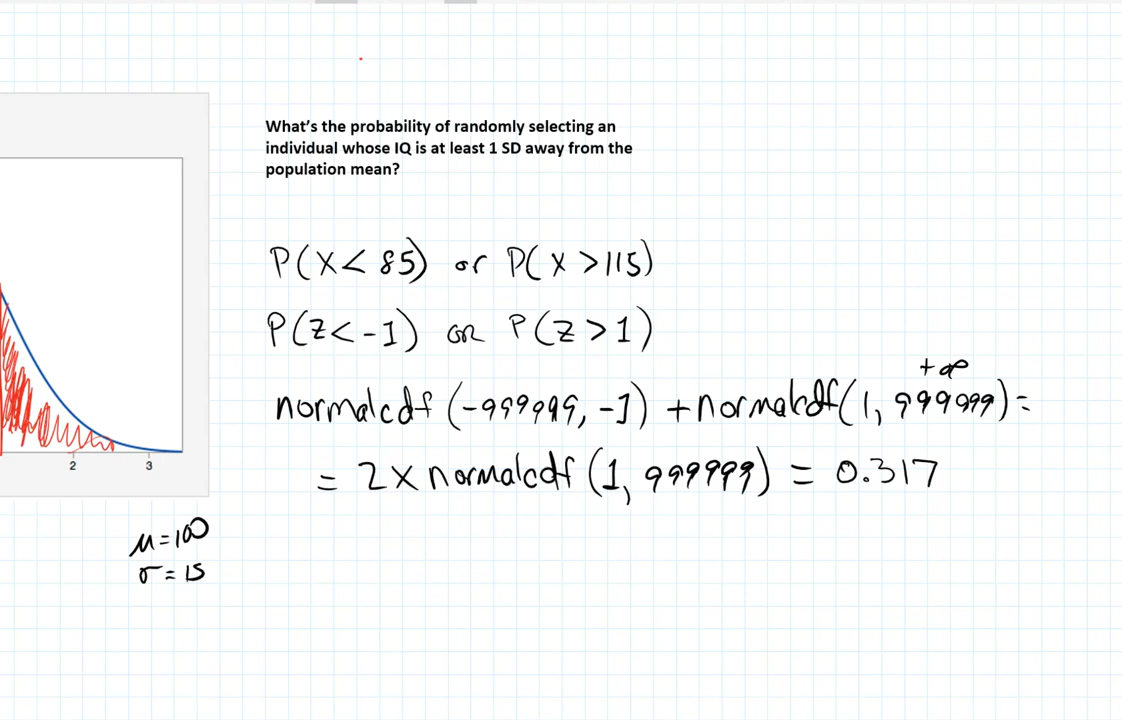 What's the probability of randomly selecting an
individual whose IQ is at least 1 SD away from the
population mean?
P(X < 85) or P(X > 115)
P(Z < -1) or P(Z > 1)
+∞
normalcdf(-999999, -1) + normalcdf(1, 999999) =
= 2 x normalcdf(1, 999999) = 0.317
2 3
μ = 100
σ = 15